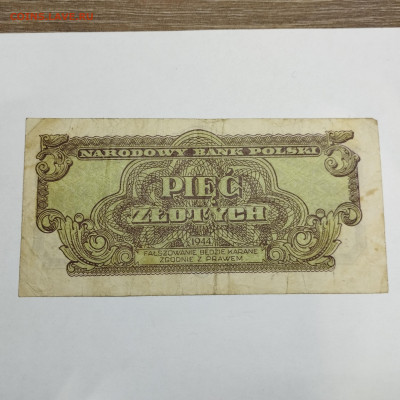 NARODOWY BANK POLSKI
PIĘĆ
ZŁOTYCH
1944
FAŁSZOWANIE BĘDZIE KARANE
ZGODNIE Z PRAWEM